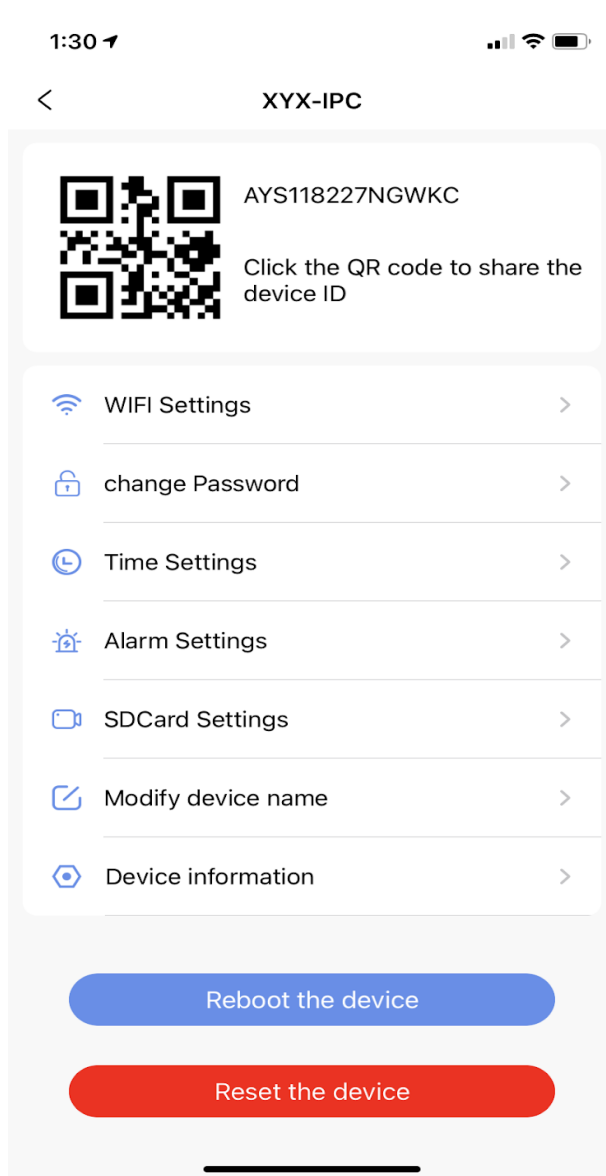 1:30
XYX-IPC
AYS118227NGWKC
Click the QR code to share the
device ID
WIFI Settings
change Password
Time Settings
Alarm Settings
SDCard Settings
Modify device name
Device information
Reboot the device
Reset the device